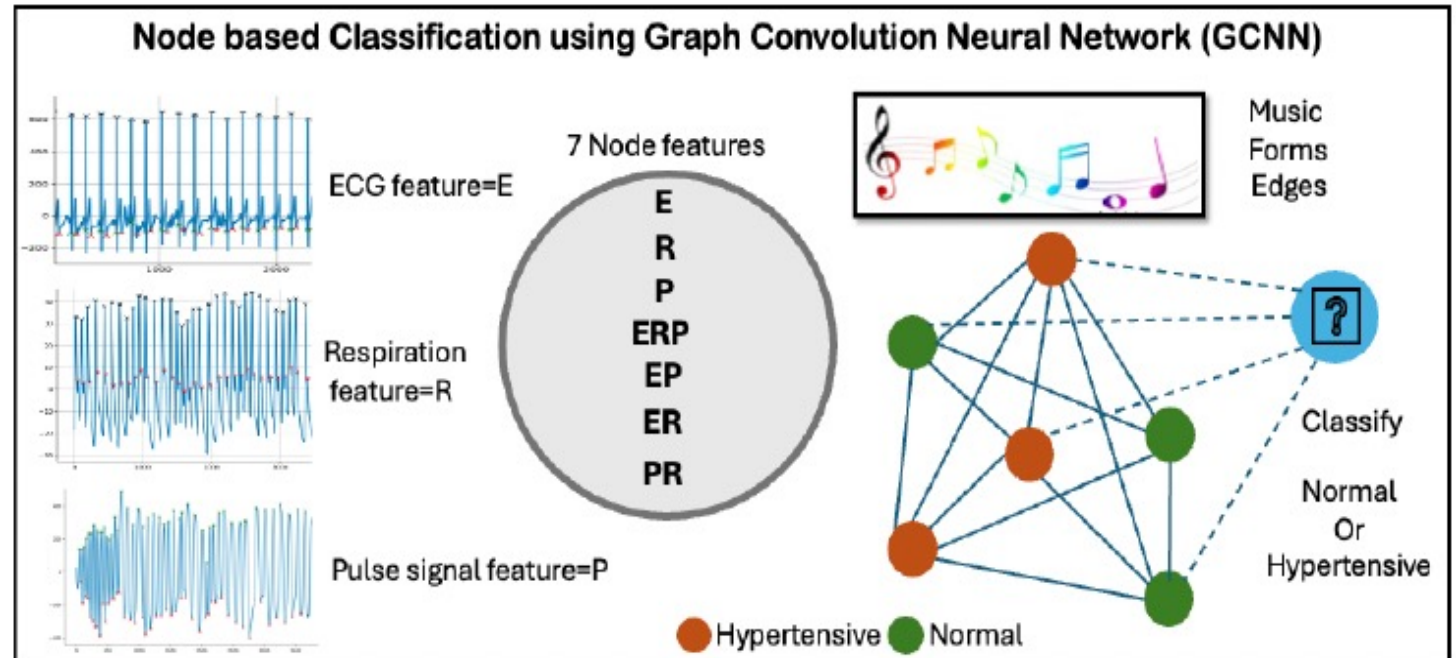 Node based Classification using Graph Convolution Neural Network (GCNN)
ECG feature=E
Respiration
feature=R
Pulse signal feature=P
7 Node features
E
R
P
ERP
EP
ER
PR
Music
Forms
Edges
?
Classify
Normal
Or
Hypertensive
Hypertensive
Normal